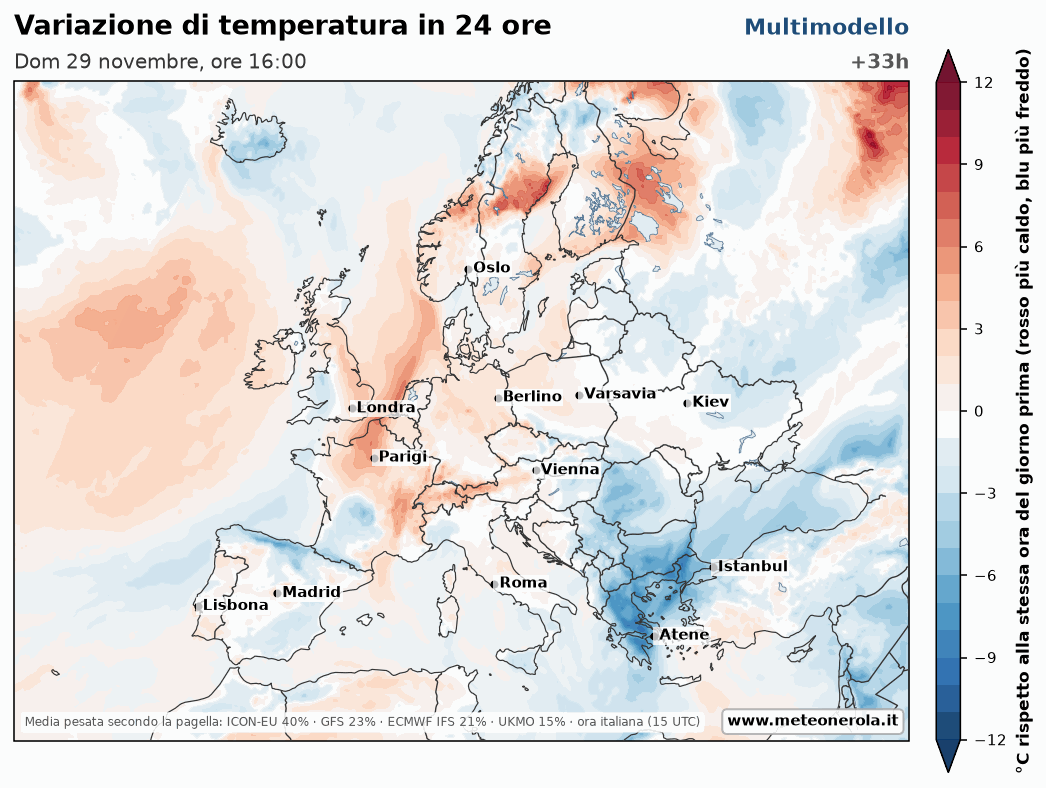 Variazione di temperatura in 24 ore
Multimodello
Dom 29 novembre, ore 16:00
+33h
Oslo
Londra
Berlino
Varsavia
Kiev
Parigi
Vienna
Istanbul
Madrid
Roma
Lisbona
Atene
Media pesata secondo la pagella: ICON-EU 40% · GFS 23% · ECMWF IFS 21% · UKMO 15% · ora italiana (15 UTC)
www.meteonerola.it
12
9
6
3
0
−3
−6
−9
−12
°C rispetto alla stessa ora del giorno prima (rosso più caldo, blu più freddo)